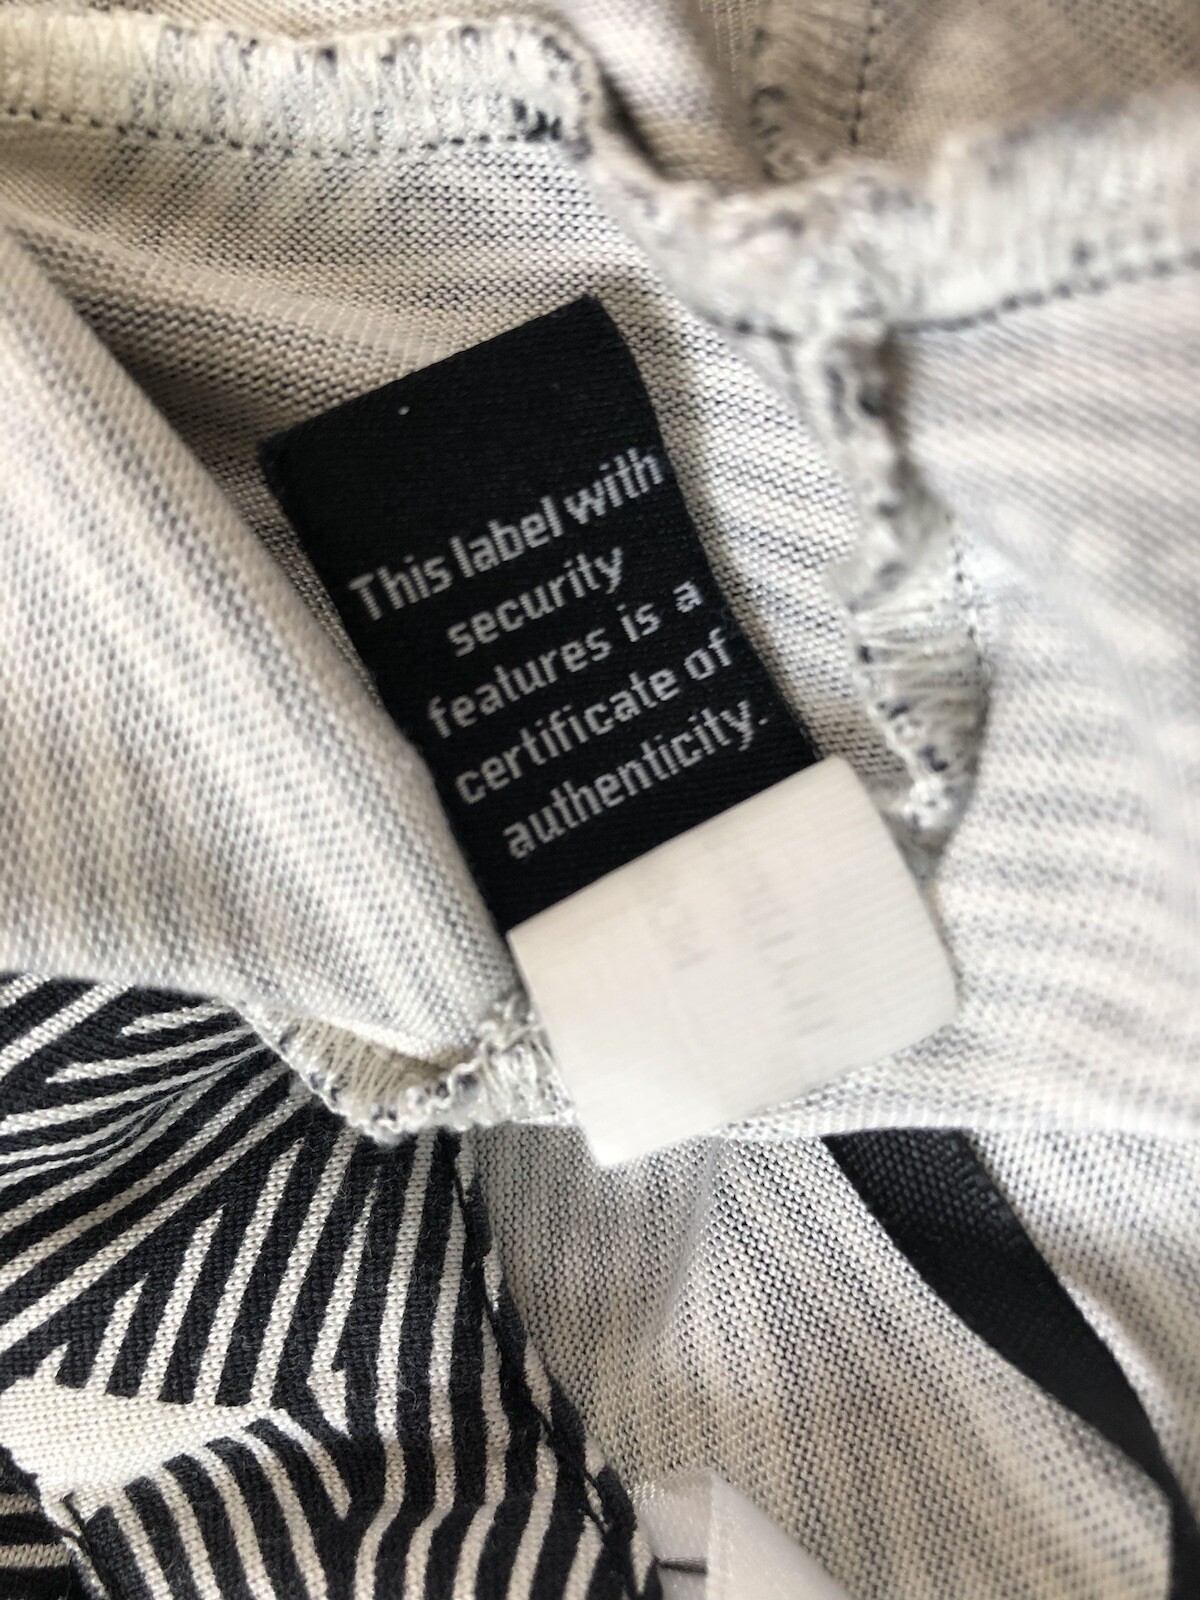 This label with
security
features is a
certificate of
authenticity.